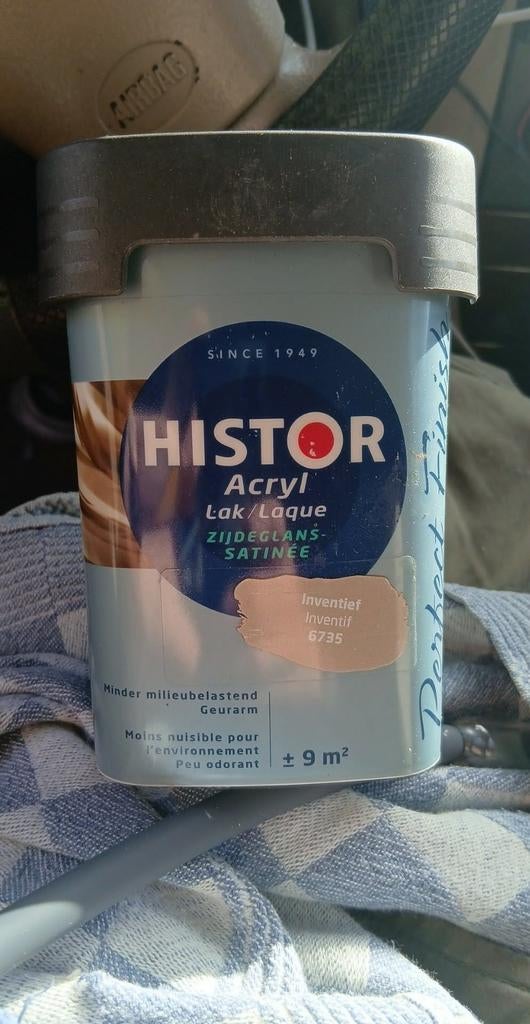 AIRBAG
SINCE 1949
HISTOR
Acryl
Lak/Laque
ZIJDEGLANS-
SATINÉE
Inventief
Inventif
6735
Perfect Finish
Minder milieubelastend
Geurarm
Moins nuisible pour
l'environnement
Peu odorant
± 9 m²